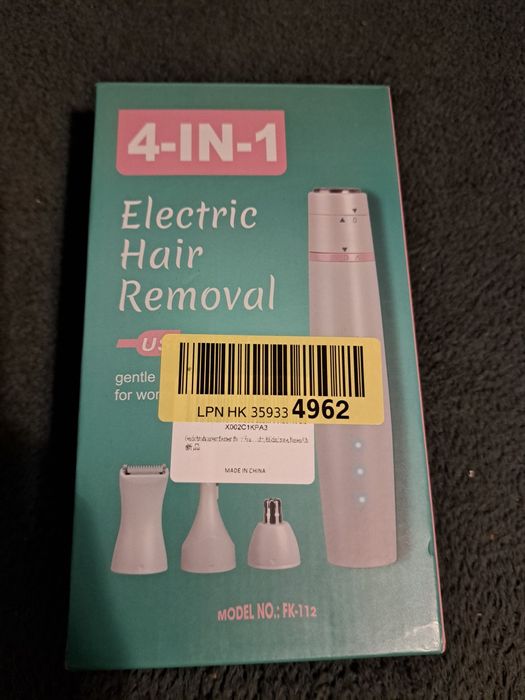 4-IN-1
Electric
Hair
Removal
US
gentle
for wom
LPN HK 35933 4962
X002C1KPA3
MADE IN CHINA
MODEL NO.: FK-112